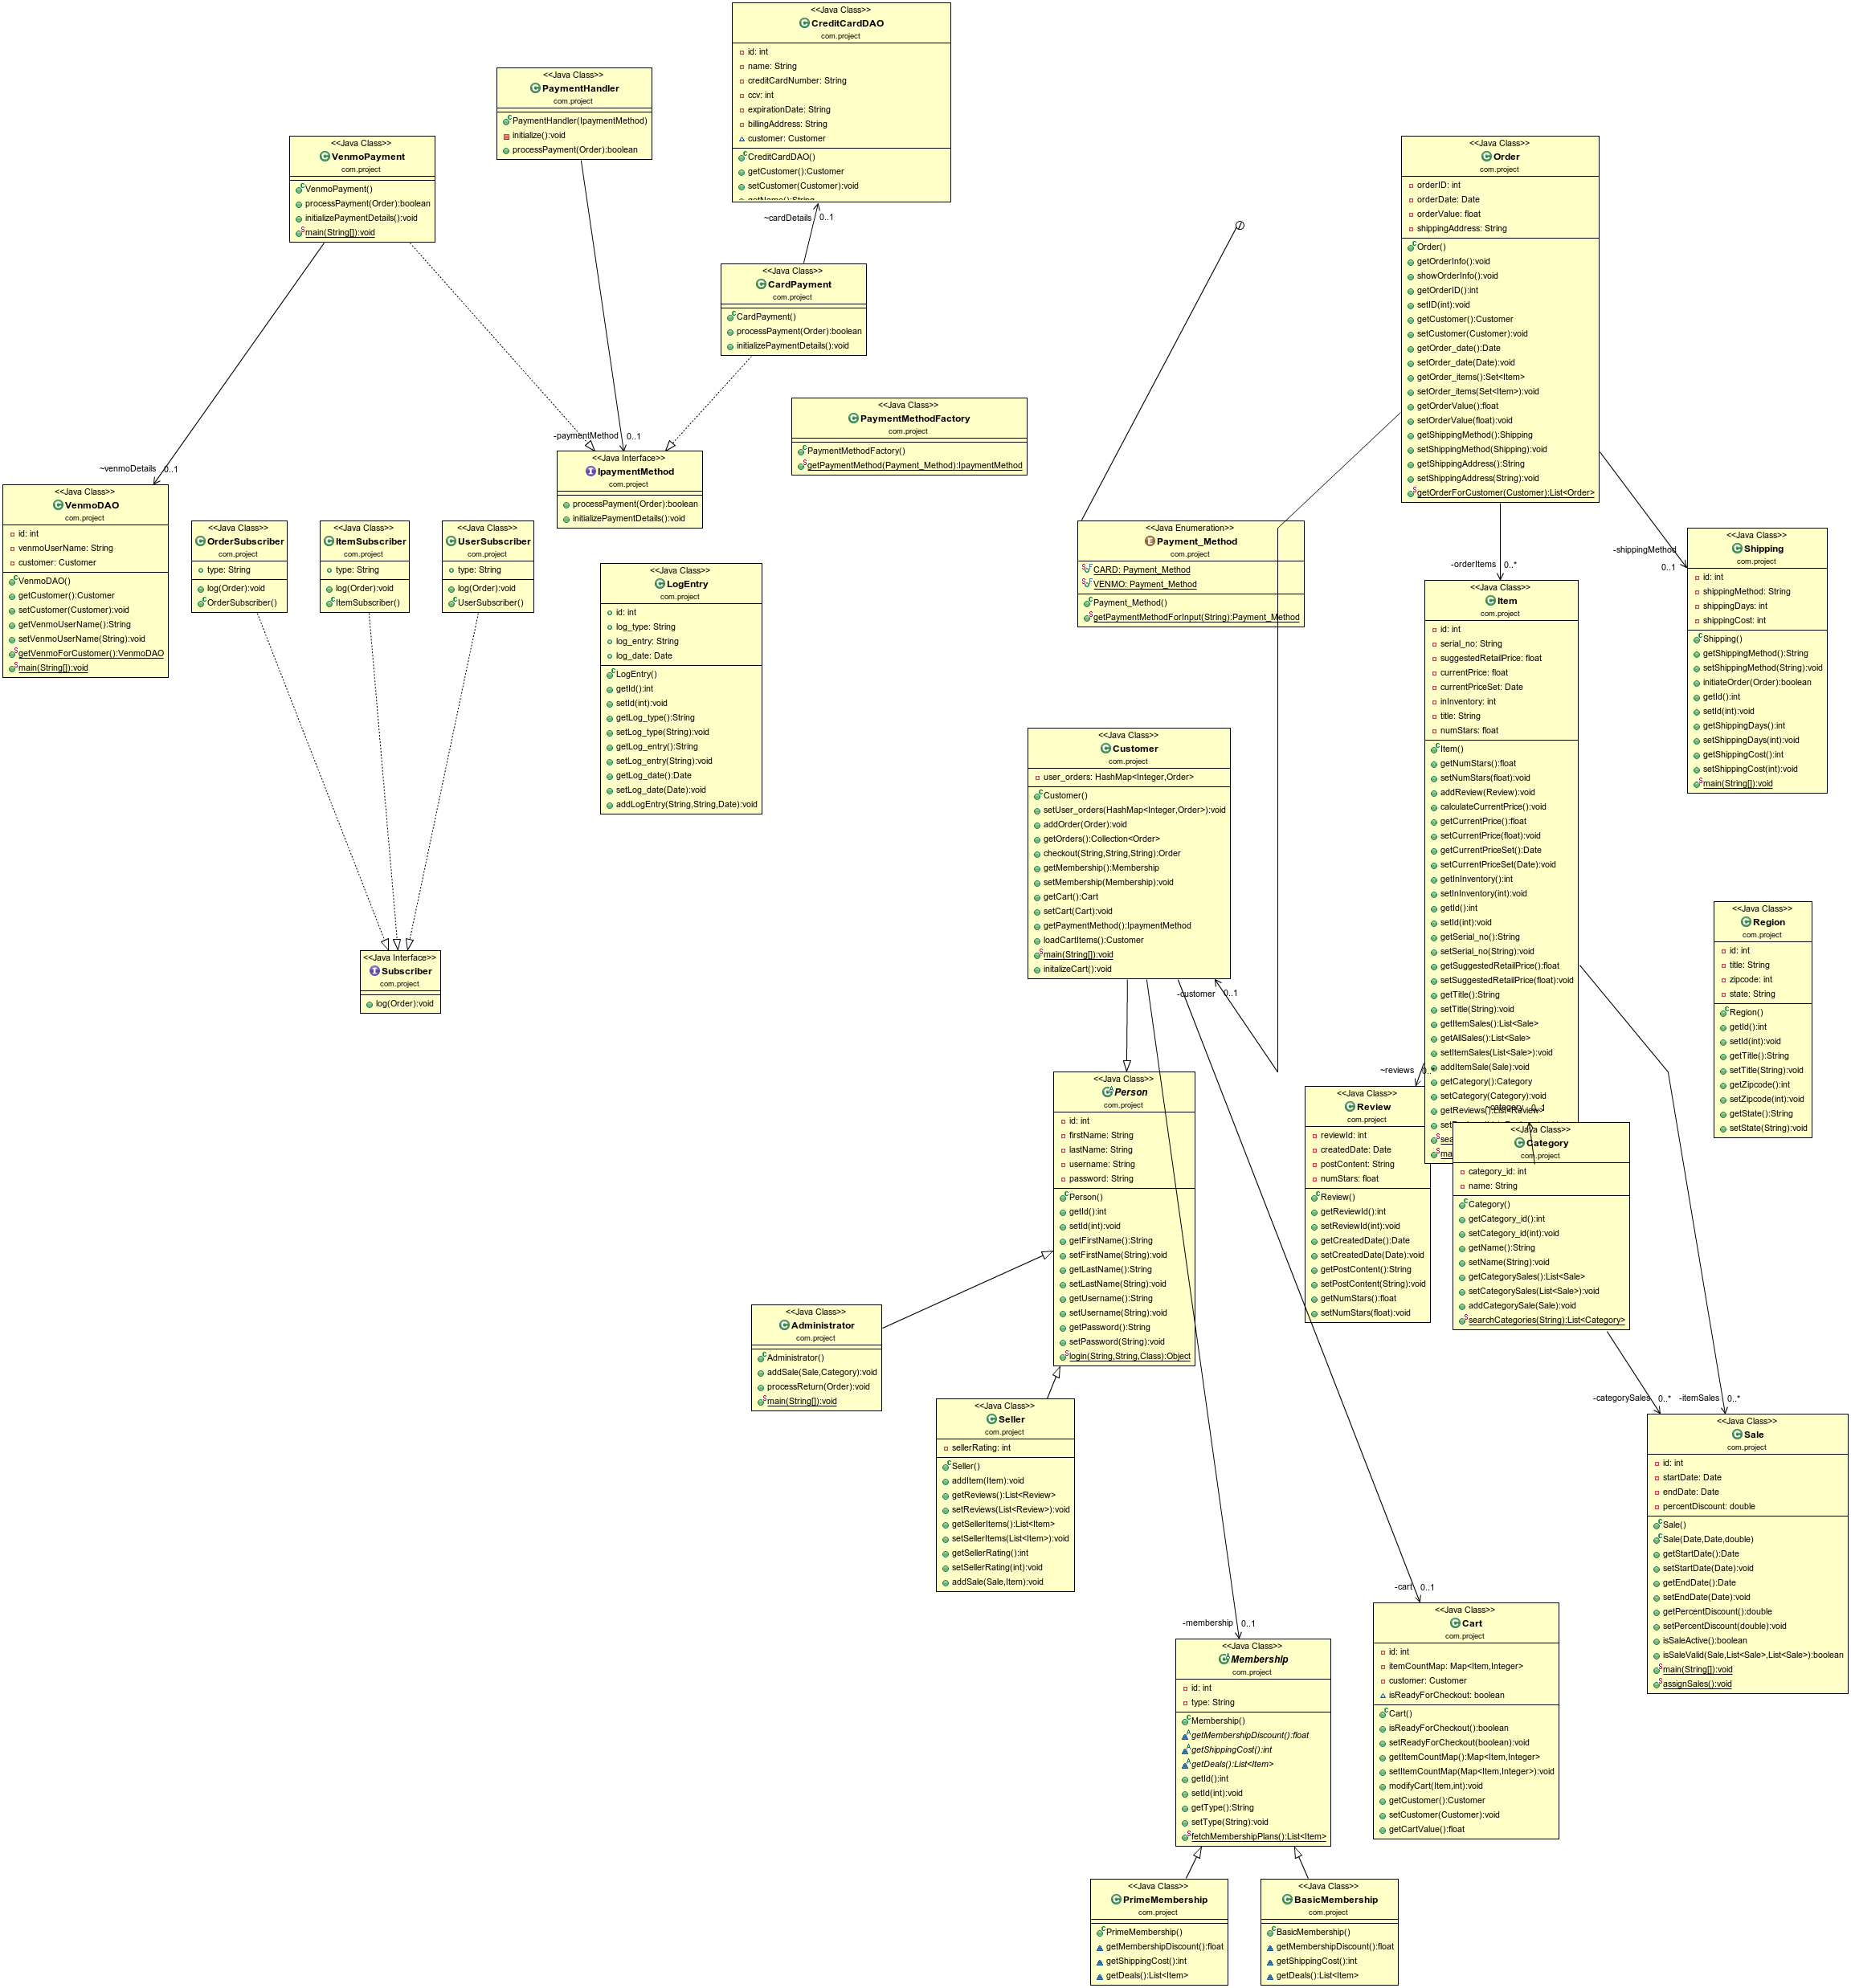 <<Java Class>>
CreditCardDAO
com.project
id: int
name: String
creditCardNumber: String
ccv: int
expirationDate: String
billingAddress: String
customer: Customer
CreditCardDAO()
getCustomer():Customer
setCustomer(Customer):void
getName():String
<<Java Class>>
PaymentHandler
com.project
PaymentHandler(IpaymentMethod)
initialize():void
processPayment(Order):boolean
<<Java Class>>
VenmoPayment
com.project
VenmoPayment()
processPayment(Order):boolean
initializePaymentDetails():void
main(String[]):void
~cardDetails 0..1
<<Java Class>>
CardPayment
com.project
CardPayment()
processPayment(Order):boolean
initializePaymentDetails():void
<<Java Class>>
Order
com.project
orderID: int
orderDate: Date
orderValue: float
shippingAddress: String
Order()
getOrderInfo():void
showOrderInfo():void
getOrderID():int
setID(int):void
getCustomer():Customer
setCustomer(Customer):void
getOrder_date():Date
setOrder_date(Date):void
getOrder_items():Set<Item>
setOrder_items(Set<Item>):void
getOrderValue():float
setOrderValue(float):void
getShippingMethod():Shipping
setShippingMethod(Shipping):void
getShippingAddress():String
setShippingAddress(String):void
getOrderForCustomer(Customer):List<Order>
<<Java Class>>
PaymentMethodFactory
com.project
PaymentMethodFactory()
getPaymentMethod(Payment_Method):IpaymentMethod
-paymentMethod 0..1
<<Java Interface>>
IpaymentMethod
com.project
processPayment(Order):boolean
initializePaymentDetails():void
~venmoDetails 0..1
<<Java Class>>
VenmoDAO
com.project
id: int
venmoUserName: String
customer: Customer
VenmoDAO()
getCustomer():Customer
setCustomer(Customer):void
getVenmoUserName():String
setVenmoUserName(String):void
getVenmoForCustomer():VenmoDAO
main(String[]):void
<<Java Class>>
OrderSubscriber
com.project
type: String
log(Order):void
OrderSubscriber()
<<Java Class>>
ItemSubscriber
com.project
type: String
log(Order):void
ItemSubscriber()
<<Java Class>>
UserSubscriber
com.project
type: String
log(Order):void
UserSubscriber()
<<Java Class>>
LogEntry
com.project
id: int
log_type: String
log_entry: String
log_date: Date
LogEntry()
getId():int
setId(int):void
getLog_type():String
setLog_type(String):void
getLog_entry():String
setLog_entry(String):void
getLog_date():Date
setLog_date(Date):void
addLogEntry(String,String,Date):void
<<Java Enumeration>>
Payment_Method
com.project
CARD: Payment_Method
VENMO: Payment_Method
Payment_Method()
getPaymentMethodForInput(String):Payment_Method
-orderItems 0..*
-shippingMethod
0..1
<<Java Class>>
Shipping
com.project
id: int
shippingMethod: String
shippingDays: int
shippingCost: int
Shipping()
getShippingMethod():String
setShippingMethod(String):void
initiateOrder(Order):boolean
getId():int
setId(int):void
getShippingDays():int
setShippingDays(int):void
getShippingCost():int
setShippingCost(int):void
main(String[]):void
<<Java Class>>
Item
com.project
id: int
serial_no: String
suggestedRetailPrice: float
currentPrice: float
currentPriceSet: Date
inInventory: int
title: String
numStars: float
Item()
getNumStars():float
setNumStars(float):void
addReview(Review):void
calculateCurrentPrice():void
getCurrentPrice():float
setCurrentPrice(float):void
getCurrentPriceSet():Date
setCurrentPriceSet(Date):void
getInInventory():int
setInInventory(int):void
getId():int
setId(int):void
getSerial_no():String
setSerial_no(String):void
getSuggestedRetailPrice():float
setSuggestedRetailPrice(float):void
getTitle():String
setTitle(String):void
getItemSales():List<Sale>
getAllSales():List<Sale>
setItemSales(List<Sale>):void
addItemSale(Sale):void
getCategory():Category
setCategory(Category):void
getReviews():List<Review>
<<Java Class>>
Customer
com.project
user_orders: HashMap<Integer,Order>
Customer()
setUser_orders(HashMap<Integer,Order>):void
addOrder(Order):void
getOrders():Collection<Order>
checkout(String,String,String):Order
getMembership():Membership
setMembership(Membership):void
getCart():Cart
setCart(Cart):void
getPaymentMethod():IpaymentMethod
loadCartItems():Customer
main(String[]):void
initalizeCart():void
-customer 0..1
<<Java Class>>
Region
com.project
id: int
title: String
zipcode: int
state: String
Region()
getId():int
setId(int):void
getTitle():String
setTitle(String):void
getZipcode():int
setZipcode(int):void
getState():String
setState(String):void
<<Java Interface>>
Subscriber
com.project
log(Order):void
<<Java Class>>
Person
com.project
id: int
firstName: String
lastName: String
username: String
password: String
Person()
getId():int
setId(int):void
getFirstName():String
setFirstName(String):void
getLastName():String
setLastName(String):void
getUsername():String
setUsername(String):void
getPassword():String
setPassword(String):void
login(String,String,Class):Object
~reviews 0..*
<<Java Class>>
Review
com.project
reviewId: int
createdDate: Date
postContent: String
numStars: float
Review()
getReviewId():int
setReviewId(int):void
getCreatedDate():Date
setCreatedDate(Date):void
getPostContent():String
setPostContent(String):void
getNumStars():float
setNumStars(float):void
~category 0..1
<<Java Class>>
Category
com.project
category_id: int
name: String
Category()
getCategory_id():int
setCategory_id(int):void
getName():String
setName(String):void
getCategorySales():List<Sale>
setCategorySales(List<Sale>):void
addCategorySale(Sale):void
searchCategories(String):List<Category>
<<Java Class>>
Administrator
com.project
Administrator()
addSale(Sale,Category):void
processReturn(Order):void
main(String[]):void
<<Java Class>>
Seller
com.project
sellerRating: int
Seller()
addItem(Item):void
getReviews():List<Review>
setReviews(List<Review>):void
getSellerItems():List<Item>
setSellerItems(List<Item>):void
getSellerRating():int
setSellerRating(int):void
addSale(Sale,Item):void
-categorySales 0..*
-itemSales 0..*
<<Java Class>>
Sale
com.project
id: int
startDate: Date
endDate: Date
percentDiscount: double
Sale()
Sale(Date,Date,double)
getStartDate():Date
setStartDate(Date):void
getEndDate():Date
setEndDate(Date):void
getPercentDiscount():double
setPercentDiscount(double):void
isSaleActive():boolean
isSaleValid(Sale,List<Sale>,List<Sale>):boolean
main(String[]):void
assignSales():void
-cart 0..1
<<Java Class>>
Cart
com.project
id: int
itemCountMap: Map<Item,Integer>
customer: Customer
isReadyForCheckout: boolean
Cart()
isReadyForCheckout():boolean
setReadyForCheckout(boolean):void
getItemCountMap():Map<Item,Integer>
setItemCountMap(Map<Item,Integer>):void
modifyCart(Item,int):void
getCustomer():Customer
setCustomer(Customer):void
getCartValue():float
-membership 0..1
<<Java Class>>
Membership
com.project
id: int
type: String
Membership()
getMembershipDiscount():float
getShippingCost():int
getDeals():List<Item>
getId():int
setId(int):void
getType():String
setType(String):void
fetchMembershipPlans():List<Item>
<<Java Class>>
PrimeMembership
com.project
PrimeMembership()
getMembershipDiscount():float
getShippingCost():int
getDeals():List<Item>
<<Java Class>>
BasicMembership
com.project
BasicMembership()
getMembershipDiscount():float
getShippingCost():int
getDeals():List<Item>